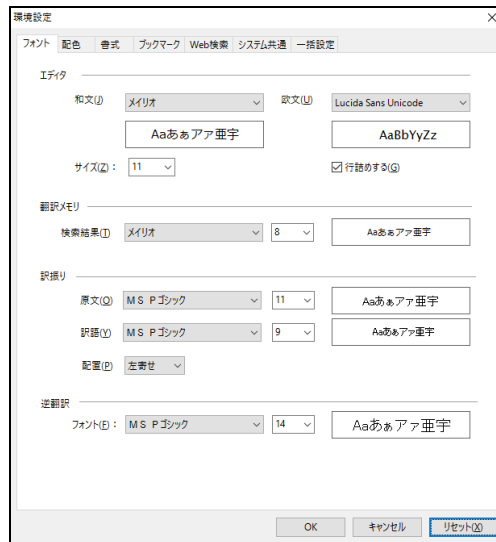 環境設定
フォント 配色 書式 ブックマーク Web検索 システム共通 一括設定
エディタ
和文(J) メイリオ 欧文(U) Lucida Sans Unicode
Aaあぁアァ亜宇 AaBbYyZz
サイズ(Z)： 11 行詰めする(G)
翻訳メモリ
検索結果(T) メイリオ 8 Aaあぁアァ亜宇
訳振り
原文(O) ＭＳ Ｐゴシック 11 Aaあぁアァ亜宇
訳語(Y) ＭＳ Ｐゴシック 9 Aaあぁアァ亜宇
配置(P) 左寄せ
逆翻訳
フォント(F)： ＭＳ Ｐゴシック 14 Aaあぁアァ亜宇
OK キャンセル リセット(X)